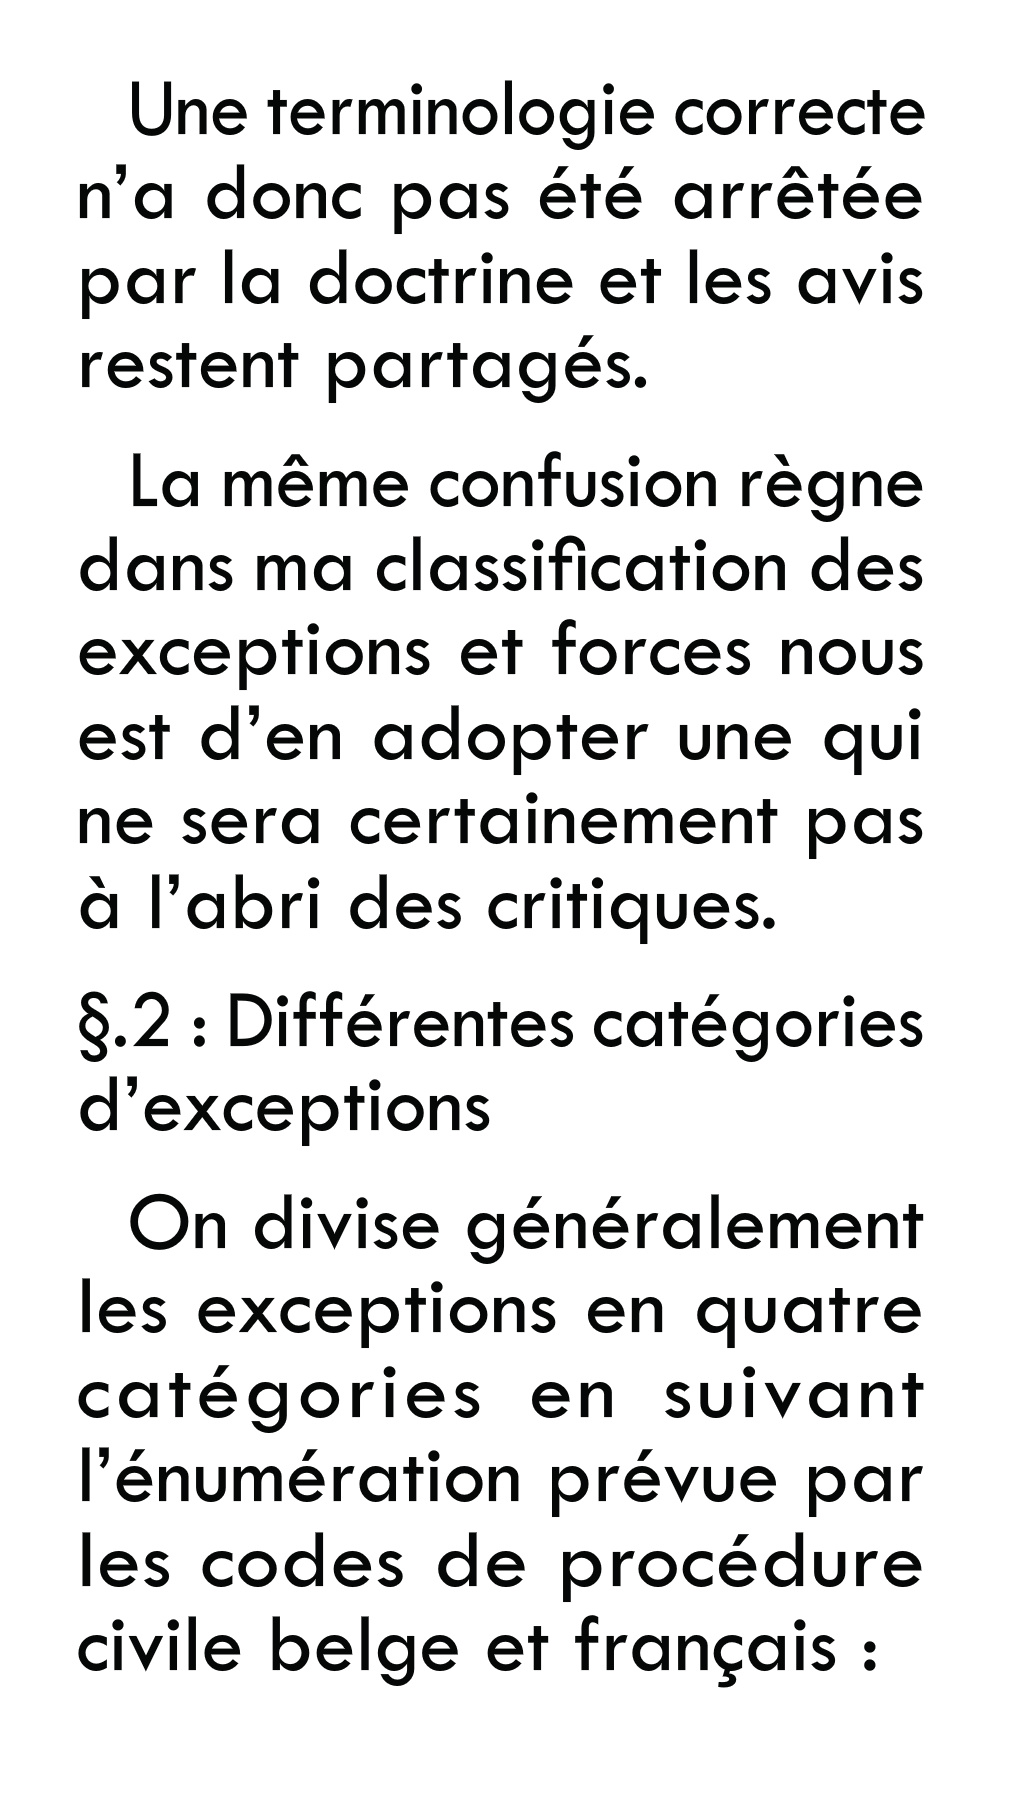 Une terminologie correcte
n’a donc pas été arrêtée
par la doctrine et les avis
restent partagés.
La même confusion règne
dans ma classification des
exceptions et forces nous
est d’en adopter une qui
ne sera certainement pas
à l’abri des critiques.
§.2 : Différentes catégories
d’exceptions
On divise généralement
les exceptions en quatre
catégories en suivant
l’énumération prévue par
les codes de procédure
civile belge et français :